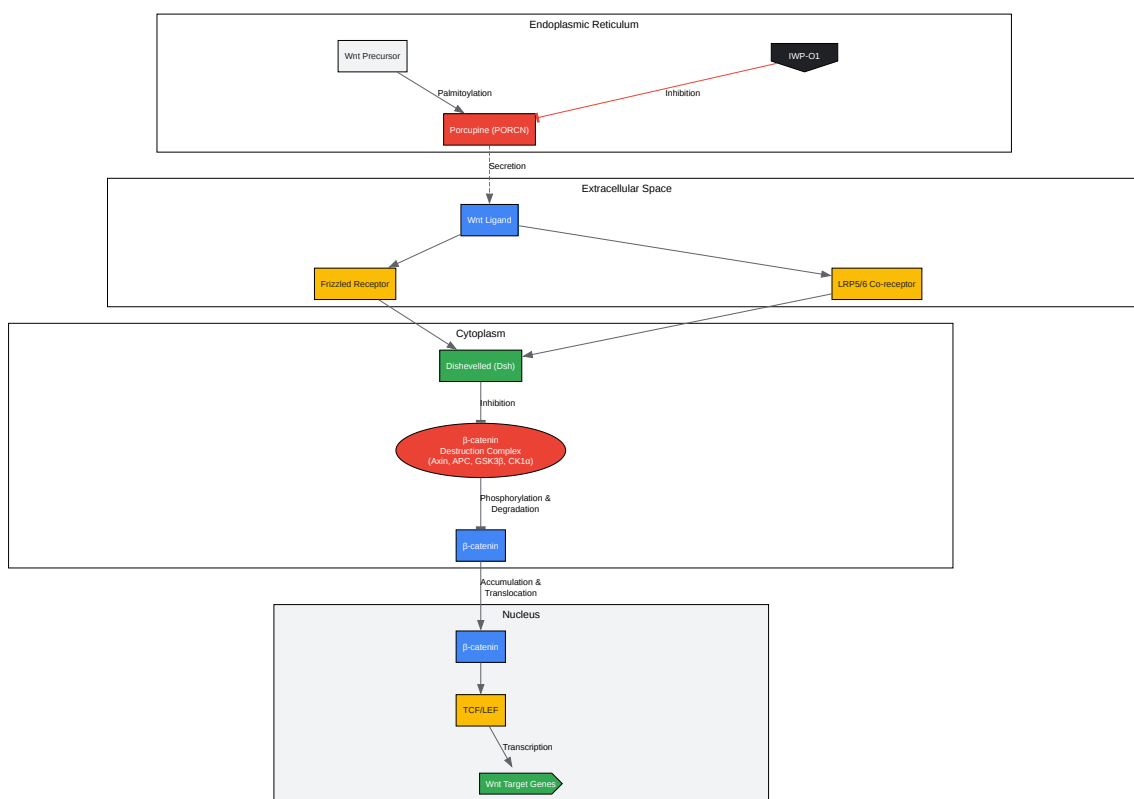 Endoplasmic Reticulum
Wnt Precursor
IWP-O1
Palmitoylation
Inhibition
Porcupine (PORCN)
Secretion
Extracellular Space
Wnt Ligand
Frizzled Receptor
LRP5/6 Co-receptor
Cytoplasm
Dishevelled (Dsh)
Inhibition
β-catenin
Destruction Complex
(Axin, APC, GSK3β, CK1α)
Phosphorylation &
Degradation
β-catenin
Accumulation &
Translocation
Nucleus
β-catenin
TCF/LEF
Transcription
Wnt Target Genes